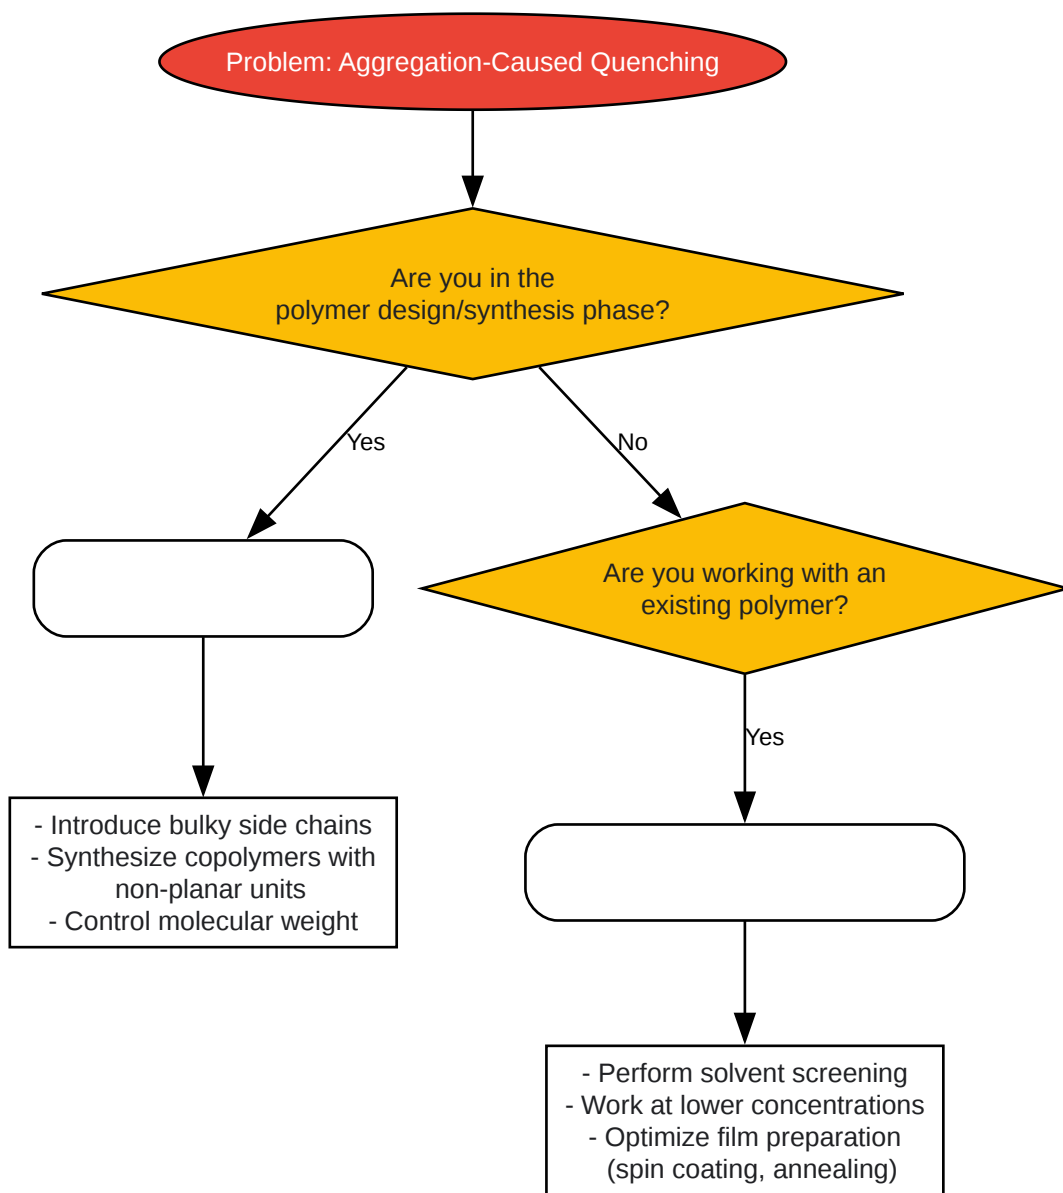 Problem: Aggregation-Caused Quenching
Are you in the
polymer design/synthesis phase?
Yes
No
Are you working with an
existing polymer?
Yes
- Introduce bulky side chains
- Synthesize copolymers with
non-planar units
- Control molecular weight
- Perform solvent screening
- Work at lower concentrations
- Optimize film preparation
(spin coating, annealing)